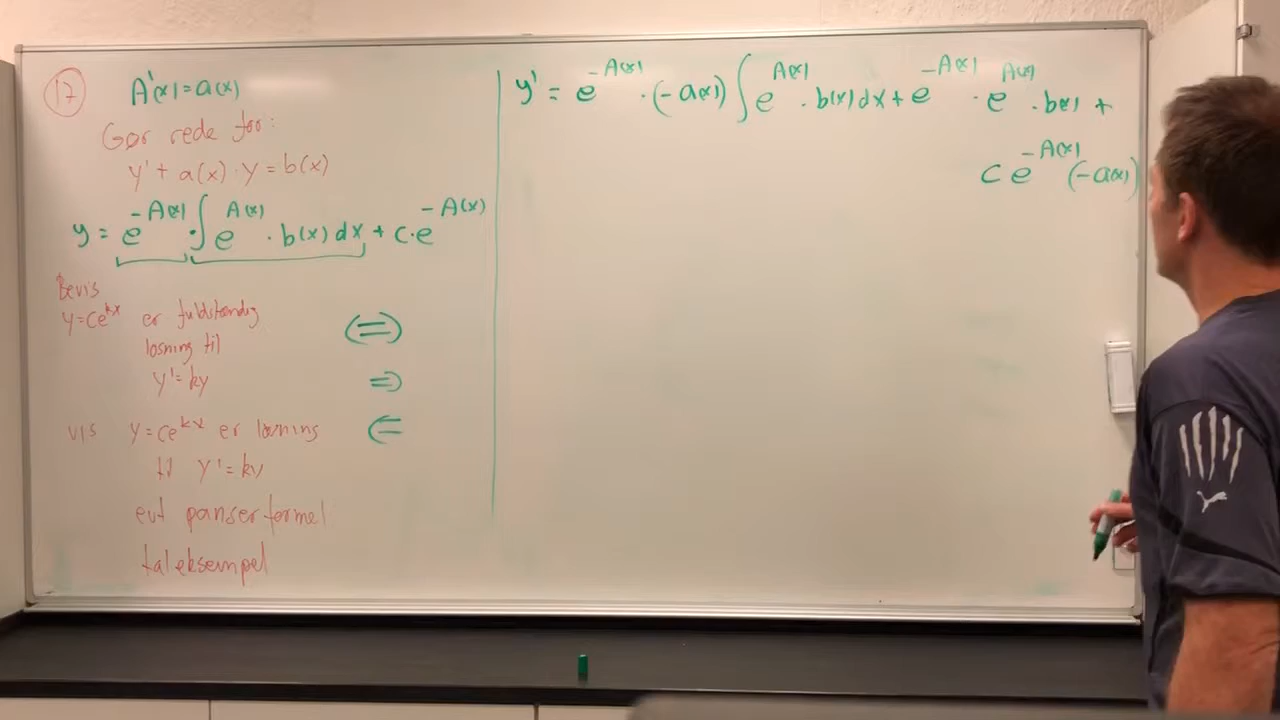 17
A'(x)=a(x)
Gør rede for:
y' + a(x)·y = b(x)
y = e^{-A(x)} · ∫ e^{A(x)} · b(x) dx + c·e^{-A(x)}
Bevis
y=ce^{kx} er fuldstændig
løsning til
y'=ky
vis y=ce^{kx} er løsning
til y'=ky
evt panserformel
taleksempel
(⇔)
⇒
⇐
y' = e^{-A(x)} · (-a(x)) ∫ e^{A(x)} · b(x) dx + e^{-A(x)} · e^{A(x)} · b(x) +
c e^{-A(x)} (-a(x))